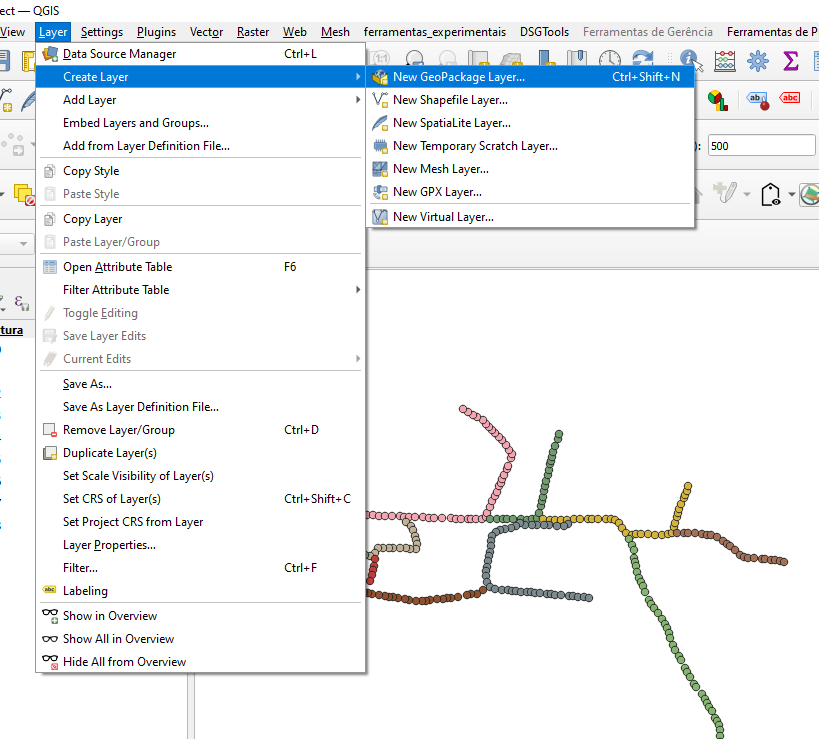 ect — QGIS
View Layer Settings Plugins Vector Raster Web Mesh ferramentas_experimentais DSGTools Ferramentas de Gerência Ferramentas de P
Data Source Manager Ctrl+L
Create Layer
Add Layer
Embed Layers and Groups...
Add from Layer Definition File...
Copy Style
Paste Style
Copy Layer
Paste Layer/Group
Open Attribute Table F6
Filter Attribute Table
Toggle Editing
Save Layer Edits
Current Edits
Save As...
Save As Layer Definition File...
Remove Layer/Group Ctrl+D
Duplicate Layer(s)
Set Scale Visibility of Layer(s)
Set CRS of Layer(s) Ctrl+Shift+C
Set Project CRS from Layer
Layer Properties...
Filter... Ctrl+F
abc Labeling
Show in Overview
Show All in Overview
Hide All from Overview
New GeoPackage Layer... Ctrl+Shift+N
New Shapefile Layer...
New SpatiaLite Layer...
New Temporary Scratch Layer...
New Mesh Layer...
New GPX Layer...
New Virtual Layer...
ab abc
): 500
tura